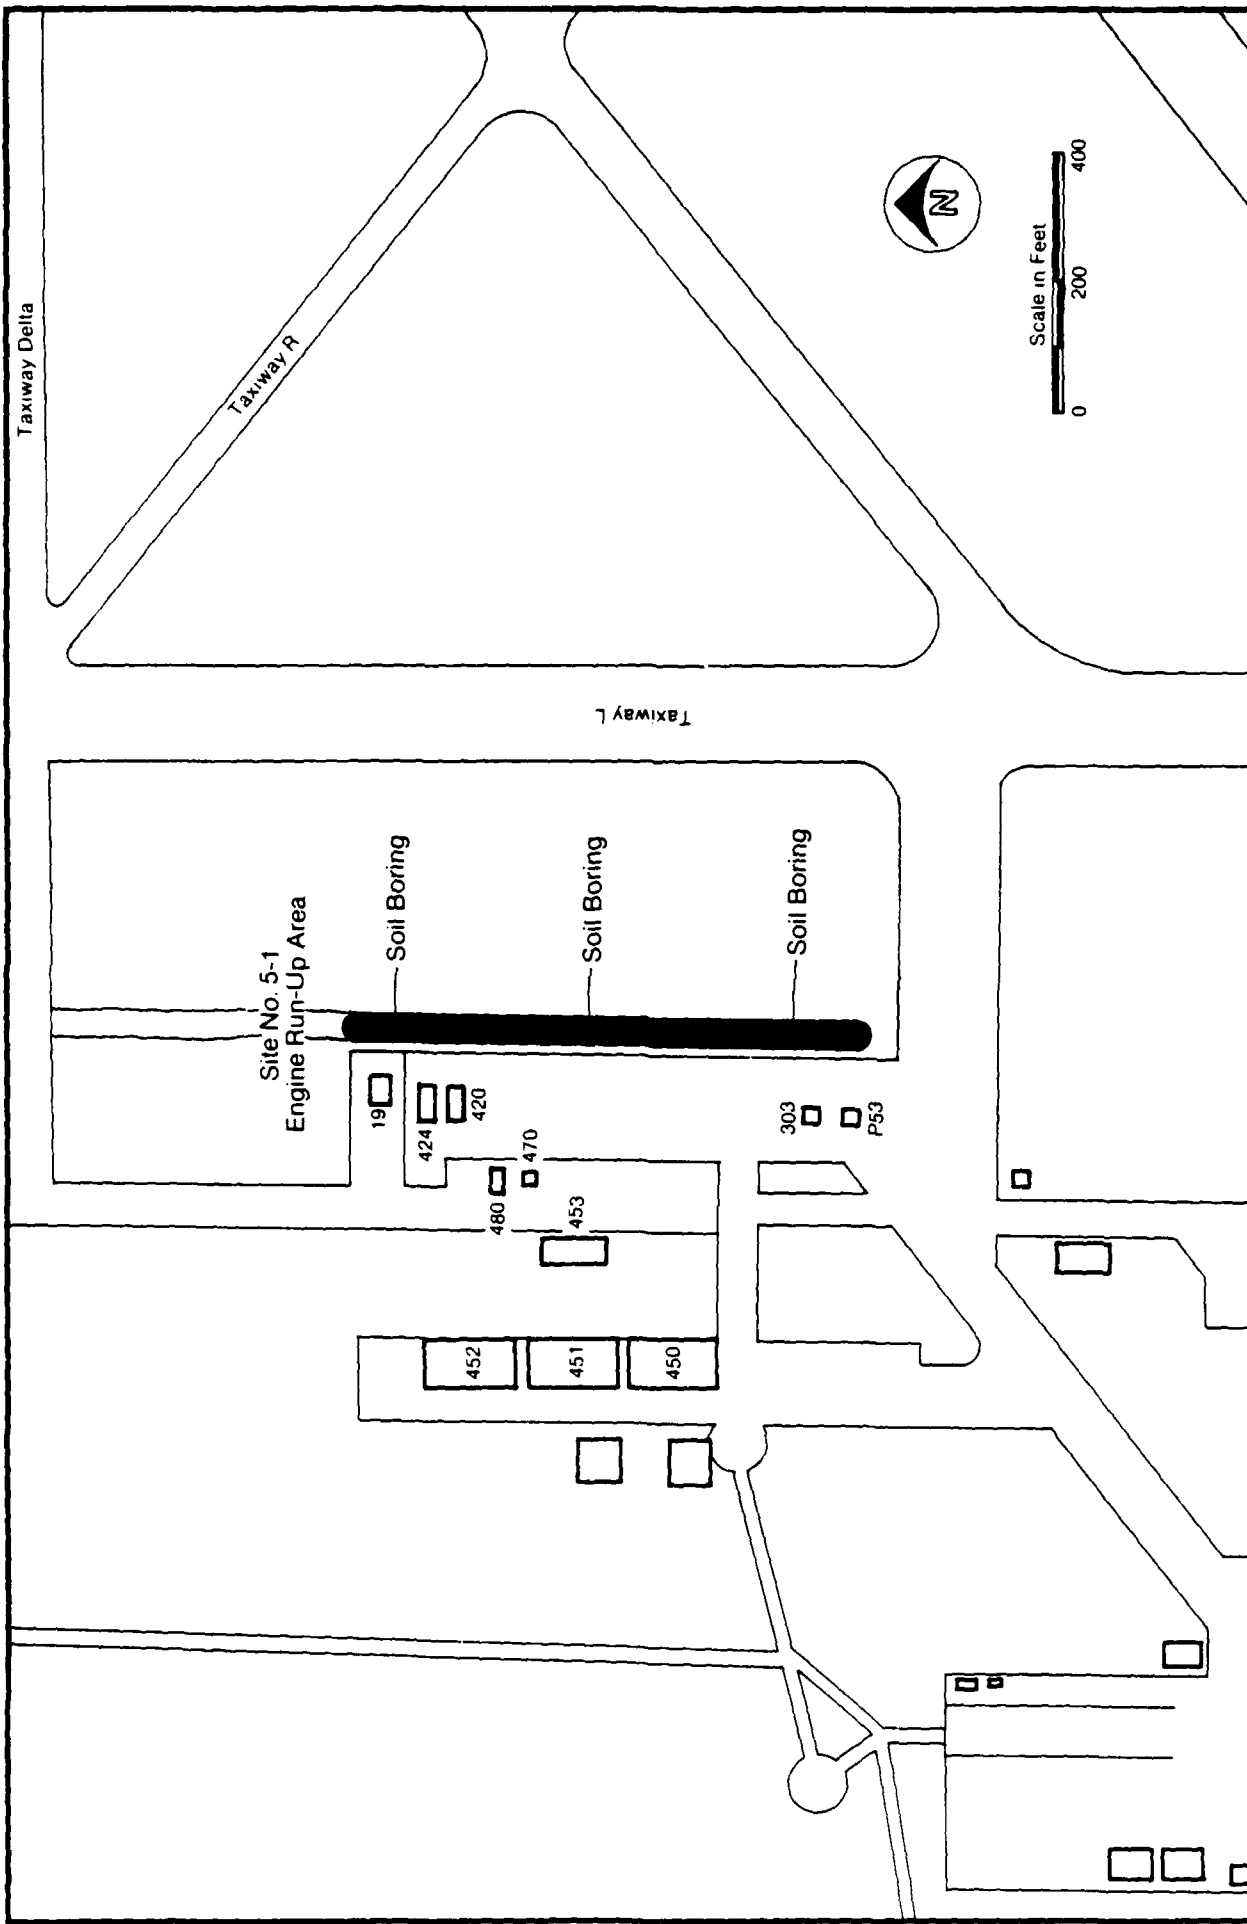 Taxiway Delta
Taxiway R
Taxiway L
Site No. 5-1
Engine Run-Up Area
Soil Boring
Soil Boring
Soil Boring
19
424
420
480
470
453
303
P53
452
451
450
N
Scale in Feet
0 200 400